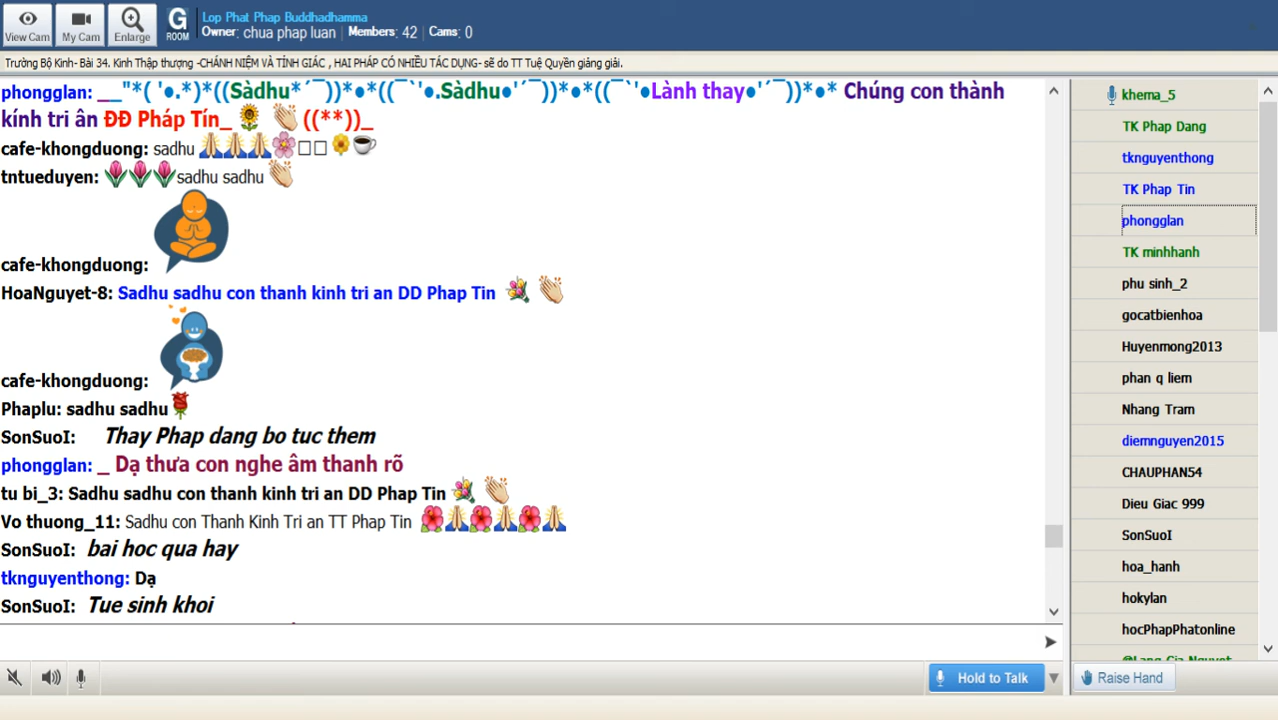 View Cam
My Cam
Enlarge
G
ROOM
Lop Phat Phap Buddhadhamma
Owner: chua phap luan | Members: 42 | Cams: 0
Trường Bộ Kinh- Bài 34. Kinh Thập thượng -CHÁNH NIỆM VÀ TỈNH GIÁC , HAI PHÁP CÓ NHIỀU TÁC DỤNG- sẽ do TT Tuệ Quyền giảng giải.
phongglan: __"*( '●.*)*((Sàdhu*´¯))*●*((¯`'●.Sàdhu●'´¯))*●*((¯`'●Lành thay●'´¯))*●* Chúng con thành
kính tri ân ĐĐ Pháp Tín_ 🌻 👏 ((**))_
cafe-khongduong: sadhu 🙏🙏🙏🌸□□🌼☕
tntueduyen: 🌷🌷🌷sadhu sadhu 👏
cafe-khongduong:
HoaNguyet-8: Sadhu sadhu con thanh kinh tri an DD Phap Tin 💐 👏
cafe-khongduong:
Phaplu: sadhu sadhu🌹
SonSuoI: Thay Phap dang bo tuc them
phongglan: _ Dạ thưa con nghe âm thanh rõ
tu bi_3: Sadhu sadhu con thanh kinh tri an DD Phap Tin 💐 👏
Vo thuong_11: Sadhu con Thanh Kinh Tri an TT Phap Tin 🌺🙏🌺🙏🌺🙏
SonSuoI: bai hoc qua hay
tknguyenthong: Dạ
SonSuoI: Tue sinh khoi
khema_5
TK Phap Dang
tknguyenthong
TK Phap Tin
phongglan
TK minhhanh
phu sinh_2
gocatbienhoa
Huyenmong2013
phan q liem
Nhang Tram
diemnguyen2015
CHAUPHAN54
Dieu Giac 999
SonSuoI
hoa_hanh
hokylan
hocPhapPhatonline
@Lang Gia Nguyet
Hold to Talk
Raise Hand